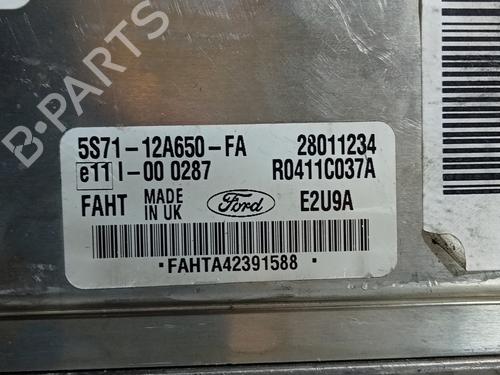 B-PARTS
5S71-12A650-FA 28011234
e11 I-00 0287 R0411C037A
FAHT MADE IN UK Ford E2U9A
*FAHTA42391588*